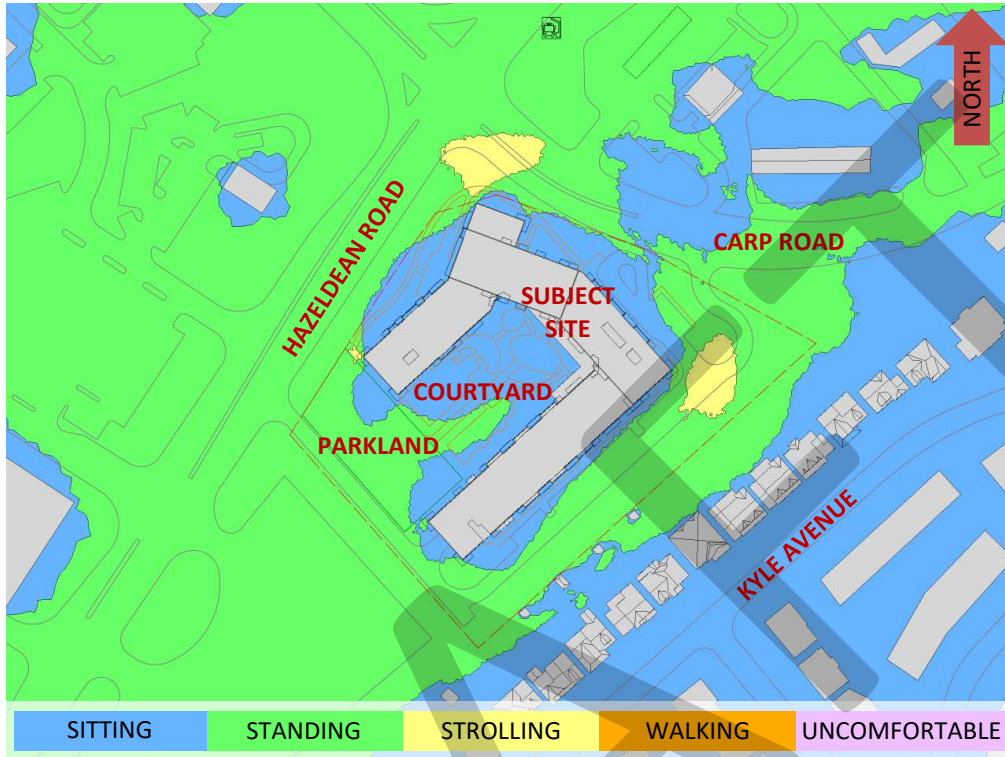 NORTH
HAZELDEAN ROAD
CARP ROAD
SUBJECT
SITE
COURTYARD
PARKLAND
KYLE AVENUE
SITTING
STANDING
STROLLING
WALKING
UNCOMFORTABLE